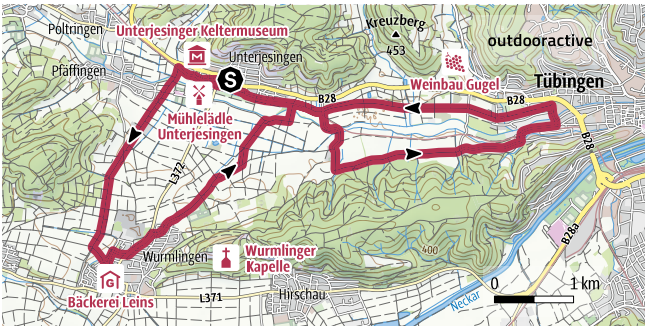 Poltringen
Unterjesinger Keltermuseum
Kreuzberg
453
outdooractive
Pfäffingen
M
S
Unterjesingen
Weinbau Gugel
Tübingen
Mühlelädle
Unterjesingen
B28
B28
B28
L372
Wurmlingen
Wurmlinger
Kapelle
400
B28a
G
Bäckerei Leins
L371
Hirschau
Neckar
0
1 km